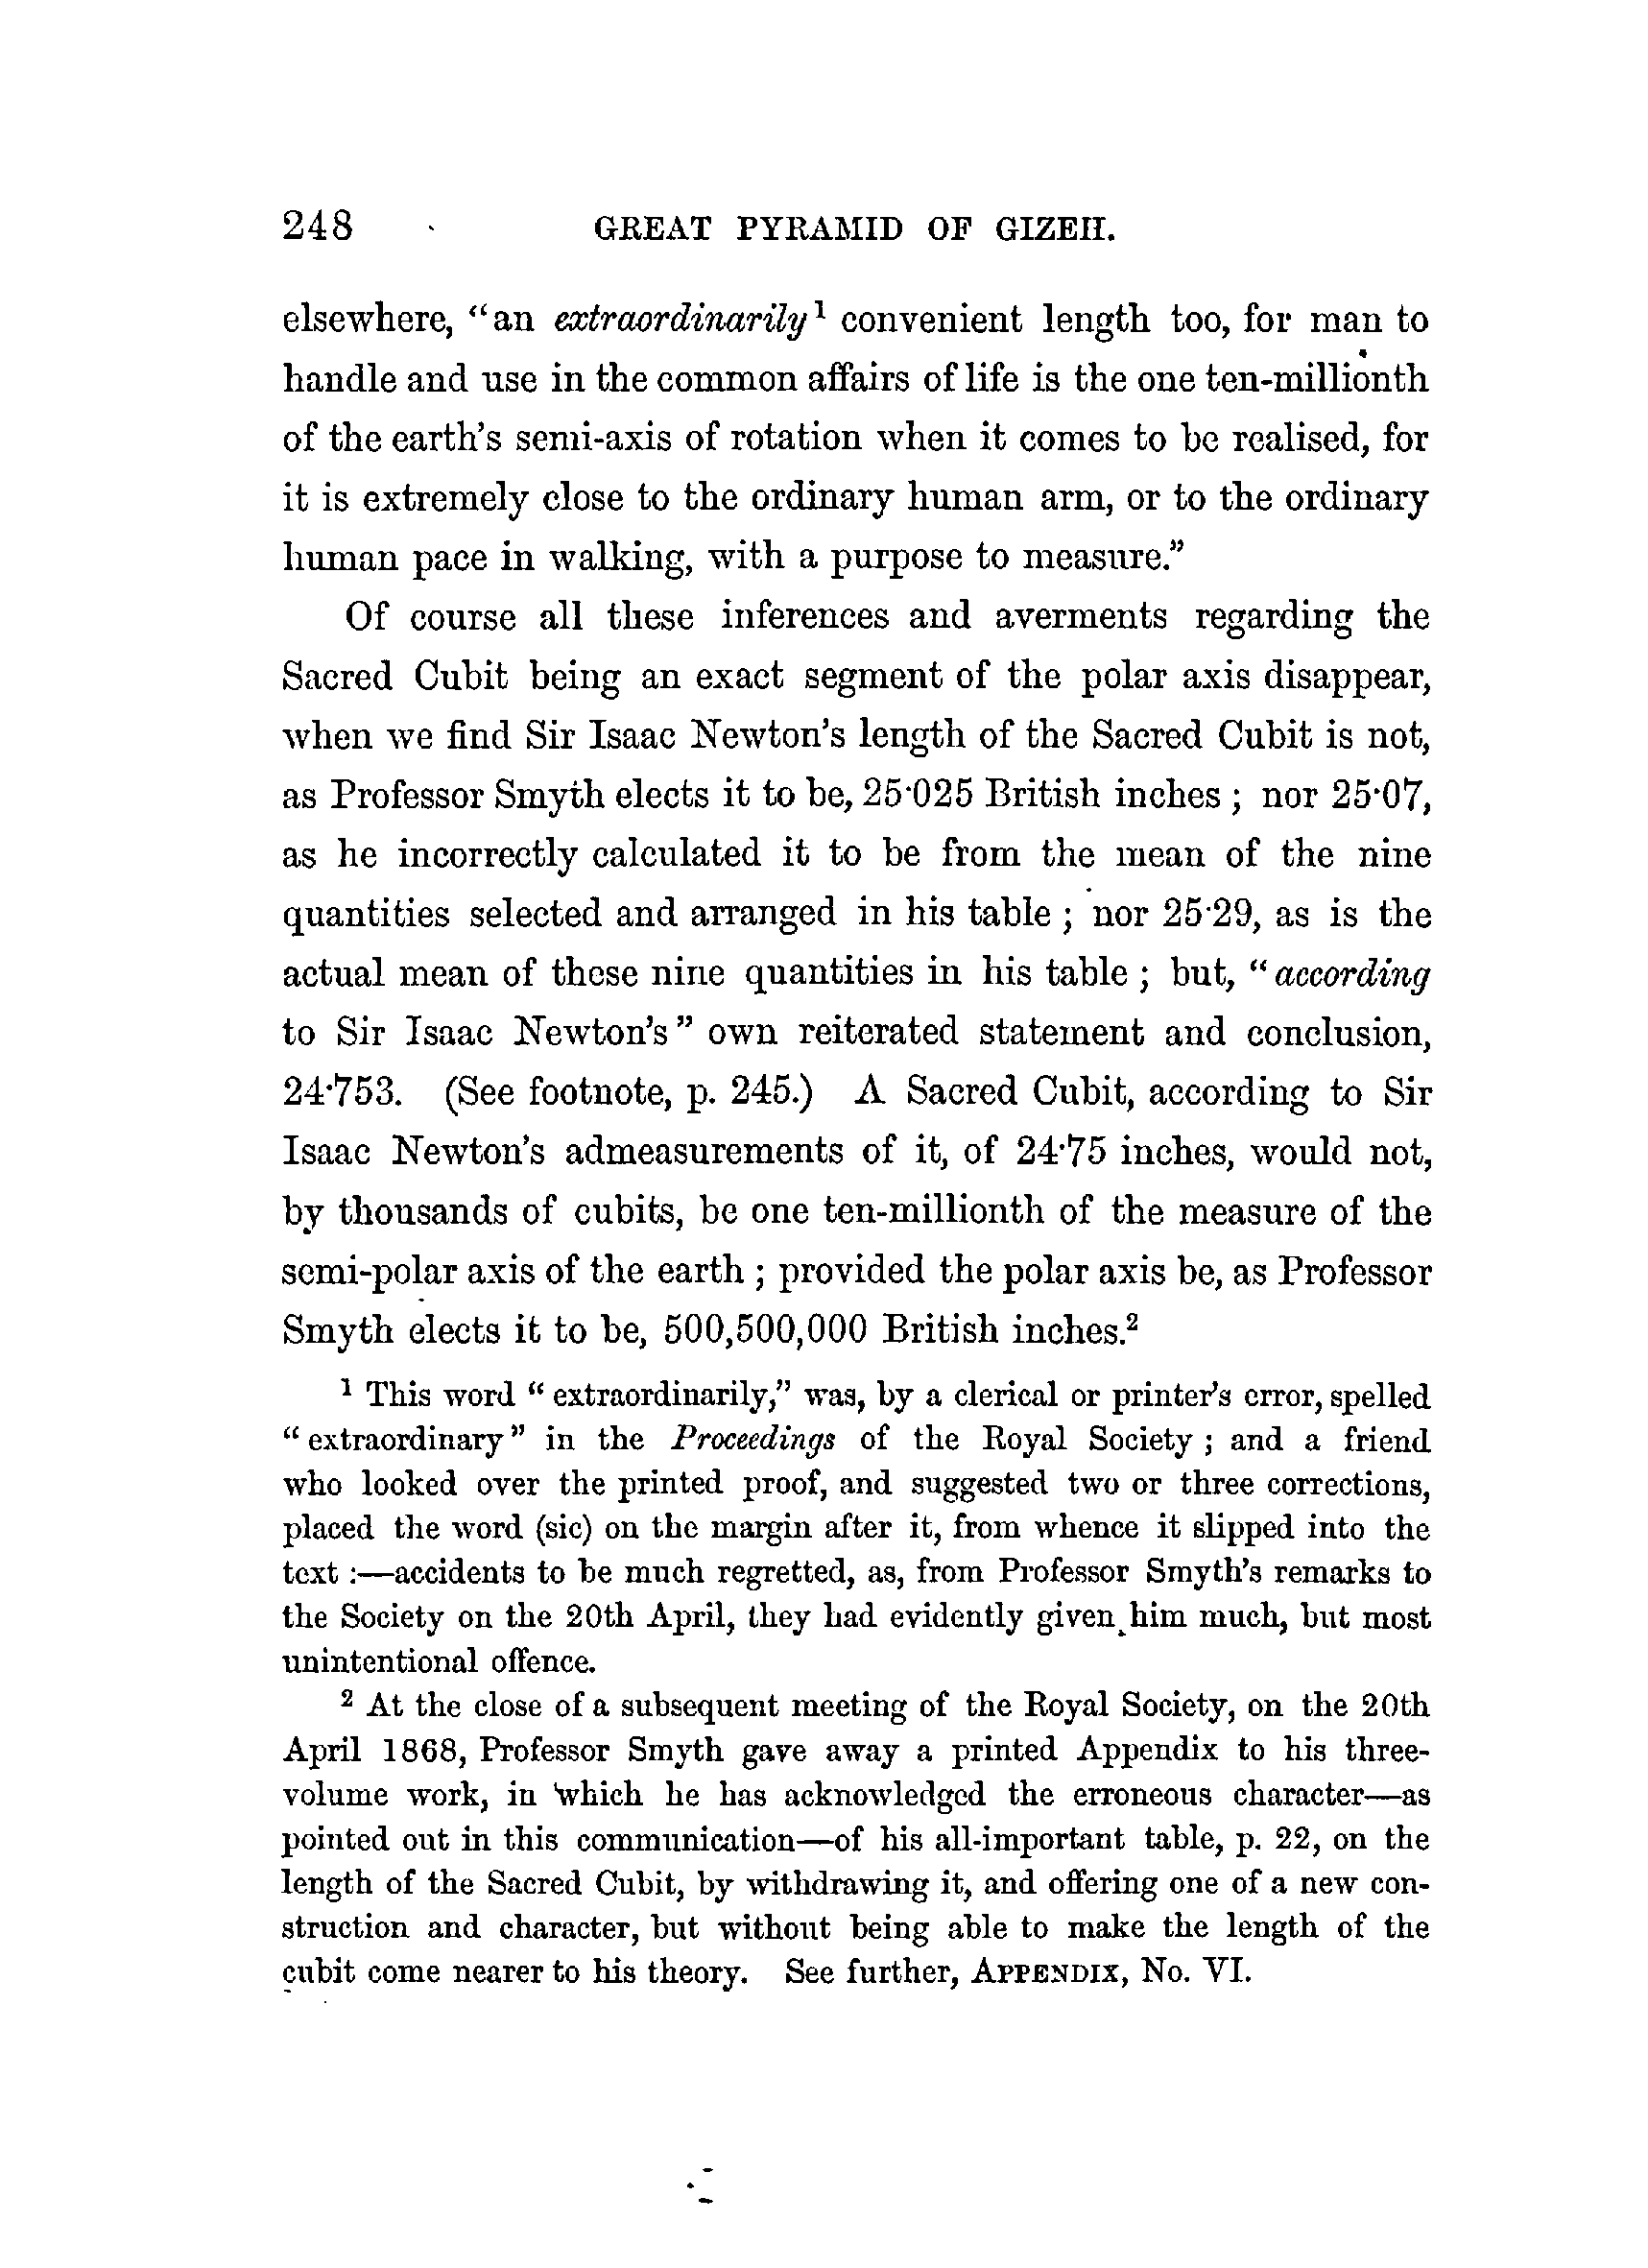 248 GREAT PYRAMID OF GIZEH.
elsewhere, "an extraordinarily¹ convenient length too, for man to
handle and use in the common affairs of life is the one ten-millionth
of the earth's semi-axis of rotation when it comes to be realised, for
it is extremely close to the ordinary human arm, or to the ordinary
human pace in walking, with a purpose to measure."
Of course all these inferences and averments regarding the
Sacred Cubit being an exact segment of the polar axis disappear,
when we find Sir Isaac Newton's length of the Sacred Cubit is not,
as Professor Smyth elects it to be, 25·025 British inches ; nor 25·07,
as he incorrectly calculated it to be from the mean of the nine
quantities selected and arranged in his table ; nor 25·29, as is the
actual mean of these nine quantities in his table ; but, "according
to Sir Isaac Newton's" own reiterated statement and conclusion,
24·753. (See footnote, p. 245.) A Sacred Cubit, according to Sir
Isaac Newton's admeasurements of it, of 24·75 inches, would not,
by thousands of cubits, be one ten-millionth of the measure of the
semi-polar axis of the earth ; provided the polar axis be, as Professor
Smyth elects it to be, 500,500,000 British inches.²
¹ This word "extraordinarily," was, by a clerical or printer's error, spelled
"extraordinary" in the Proceedings of the Royal Society ; and a friend
who looked over the printed proof, and suggested two or three corrections,
placed the word (sic) on the margin after it, from whence it slipped into the
text :—accidents to be much regretted, as, from Professor Smyth's remarks to
the Society on the 20th April, they had evidently given him much, but most
unintentional offence.
² At the close of a subsequent meeting of the Royal Society, on the 20th
April 1868, Professor Smyth gave away a printed Appendix to his three-
volume work, in which he has acknowledged the erroneous character—as
pointed out in this communication—of his all-important table, p. 22, on the
length of the Sacred Cubit, by withdrawing it, and offering one of a new con-
struction and character, but without being able to make the length of the
cubit come nearer to his theory. See further, APPENDIX, No. VI.